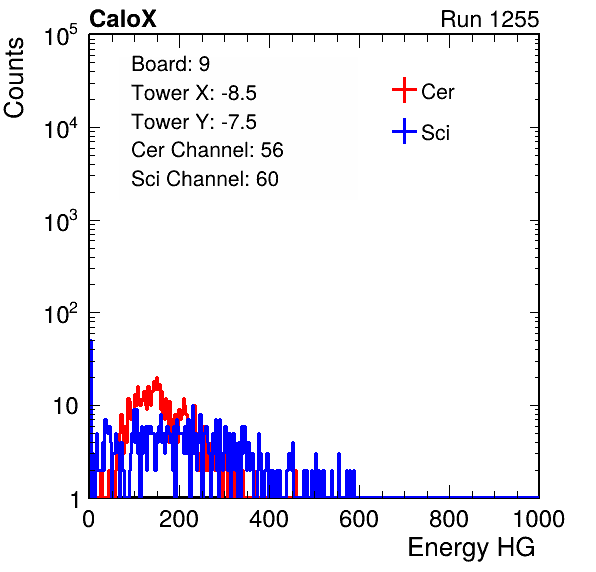 CaloX Run 1255
Counts
Board: 9
Tower X: -8.5
Tower Y: -7.5
Cer Channel: 56
Sci Channel: 60
Cer
Sci
10^5
10^4
10^3
10^2
10
1
0 200 400 600 800 1000
Energy HG